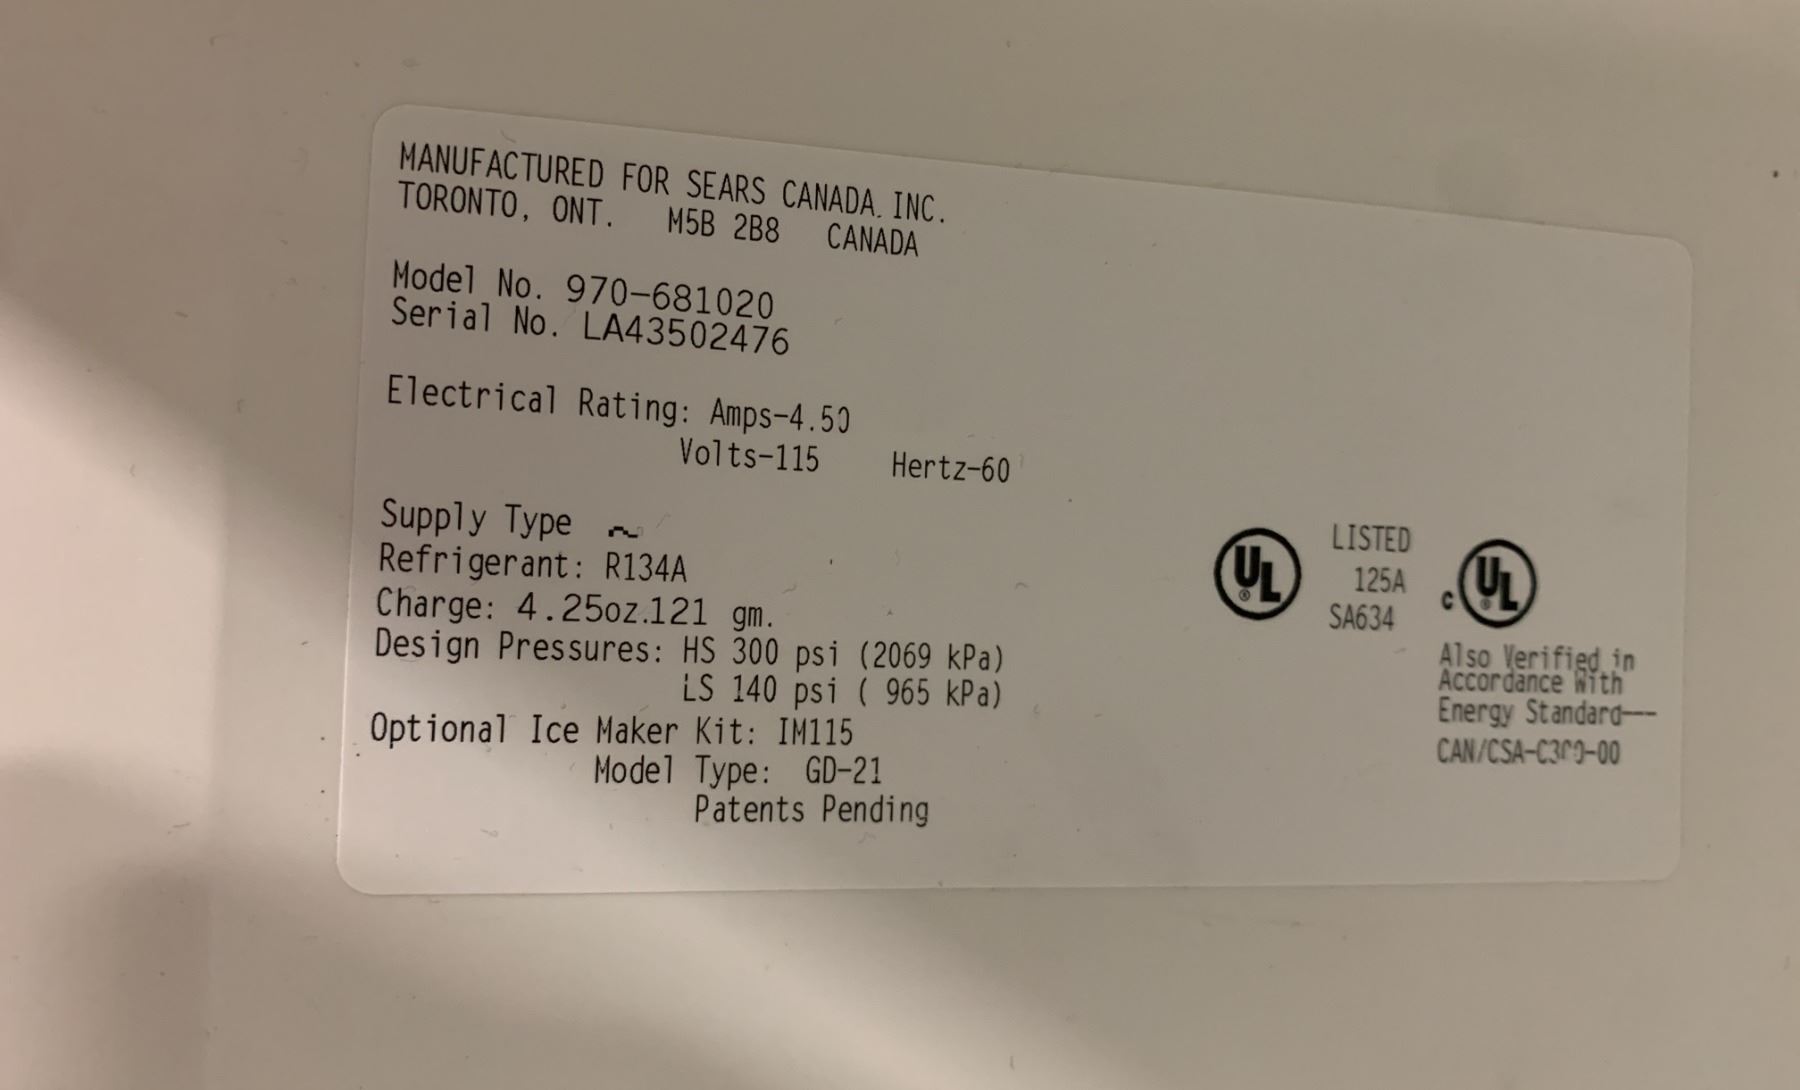 MANUFACTURED FOR SEARS CANADA. INC.
TORONTO, ONT. M5B 2B8 CANADA
Model No. 970-681020
Serial No. LA43502476
Electrical Rating: Amps-4.50
Volts-115 Hertz-60
Supply Type ~
Refrigerant: R134A
Charge: 4.25oz.121 gm.
Design Pressures: HS 300 psi (2069 kPa)
LS 140 psi ( 965 kPa)
Optional Ice Maker Kit: IM115
Model Type: GD-21
Patents Pending
UL ®
LISTED
125A
SA634
c UL ®
Also Verified in
Accordance With
Energy Standard---